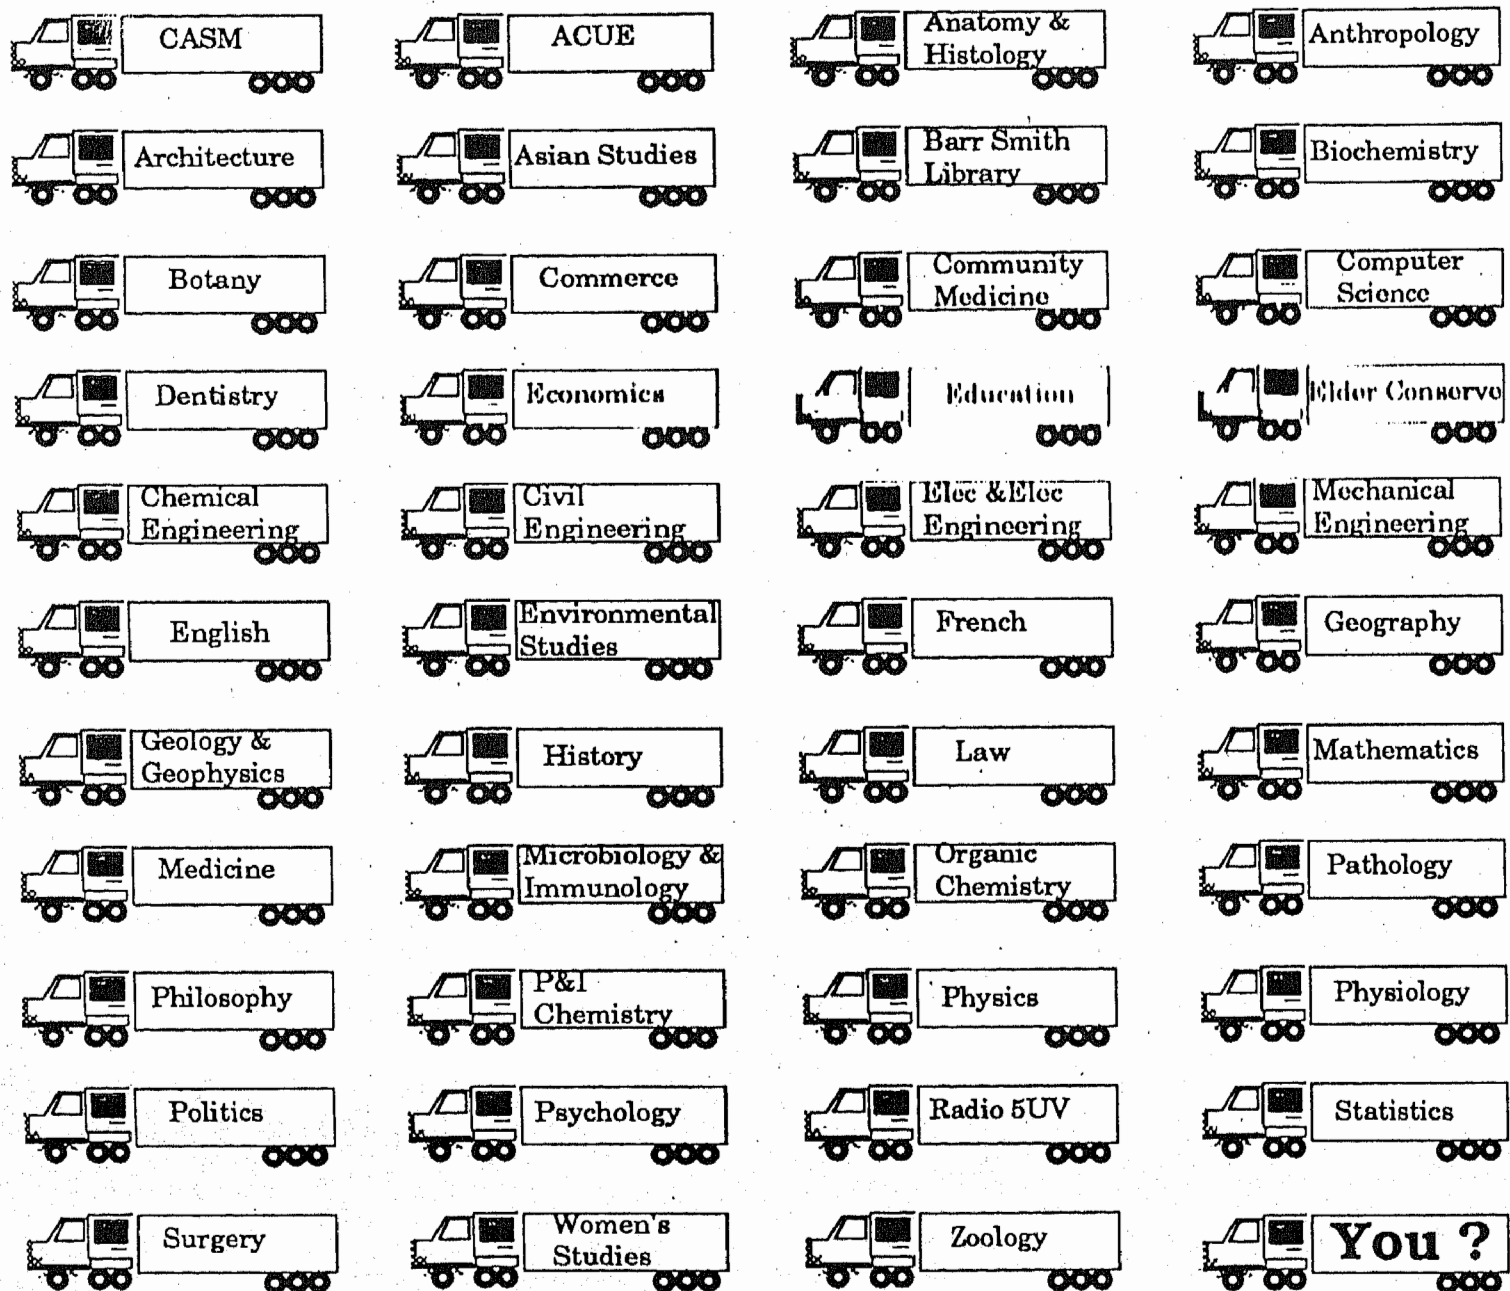 CASM
ACUE
Anatomy &
Histology
Anthropology
Architecture
Asian Studies
Barr Smith
Library
Biochemistry
Botany
Commerce
Community
Medicine
Computer
Science
Dentistry
Economics
Education
Elder Conserve
Chemical
Engineering
Civil
Engineering
Elec &Elec
Engineering
Mechanical
Engineering
English
Environmental
Studies
French
Geography
Geology &
Geophysics
History
Law
Mathematics
Medicine
Microbiology &
Immunology
Organic
Chemistry
Pathology
Philosophy
P&I
Chemistry
Physics
Physiology
Politics
Psychology
Radio 5UV
Statistics
Surgery
Women's
Studies
Zoology
You ?